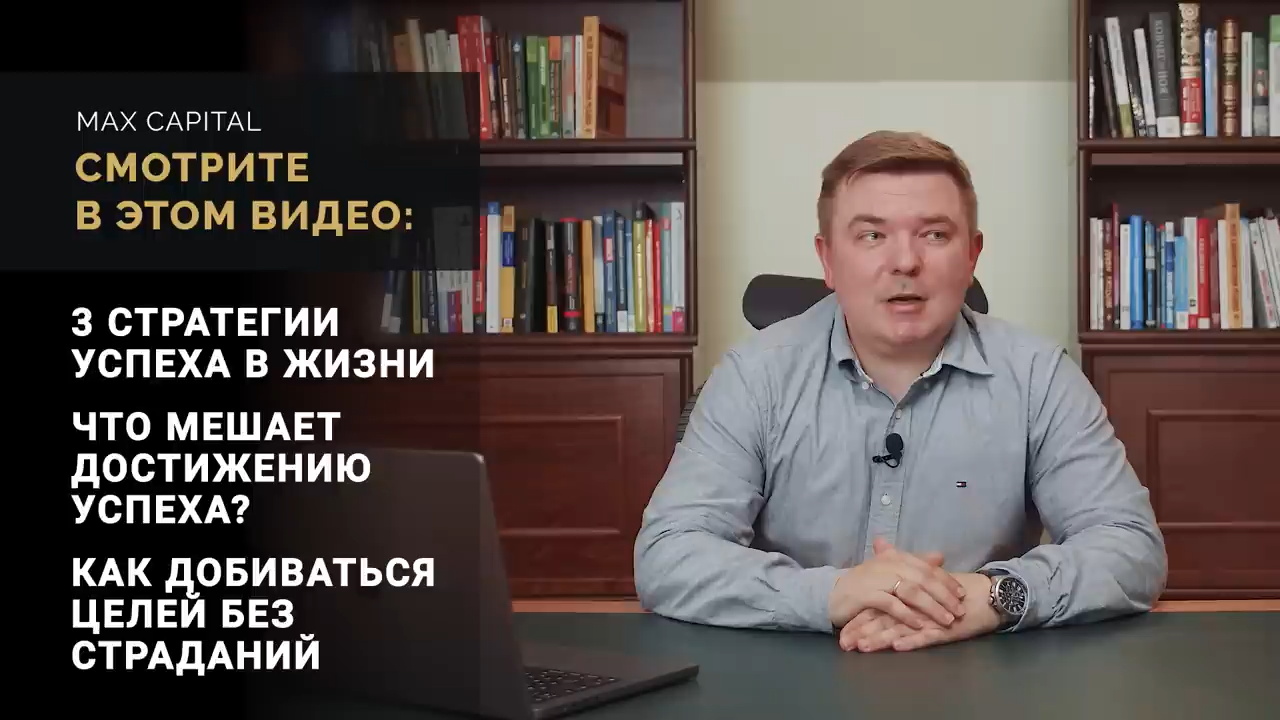 MAX CAPITAL
СМОТРИТЕ
В ЭТОМ ВИДЕО:
3 СТРАТЕГИИ
УСПЕХА В ЖИЗНИ
ЧТО МЕШАЕТ
ДОСТИЖЕНИЮ
УСПЕХА?
КАК ДОБИВАТЬСЯ
ЦЕЛЕЙ БЕЗ
СТРАДАНИЙ